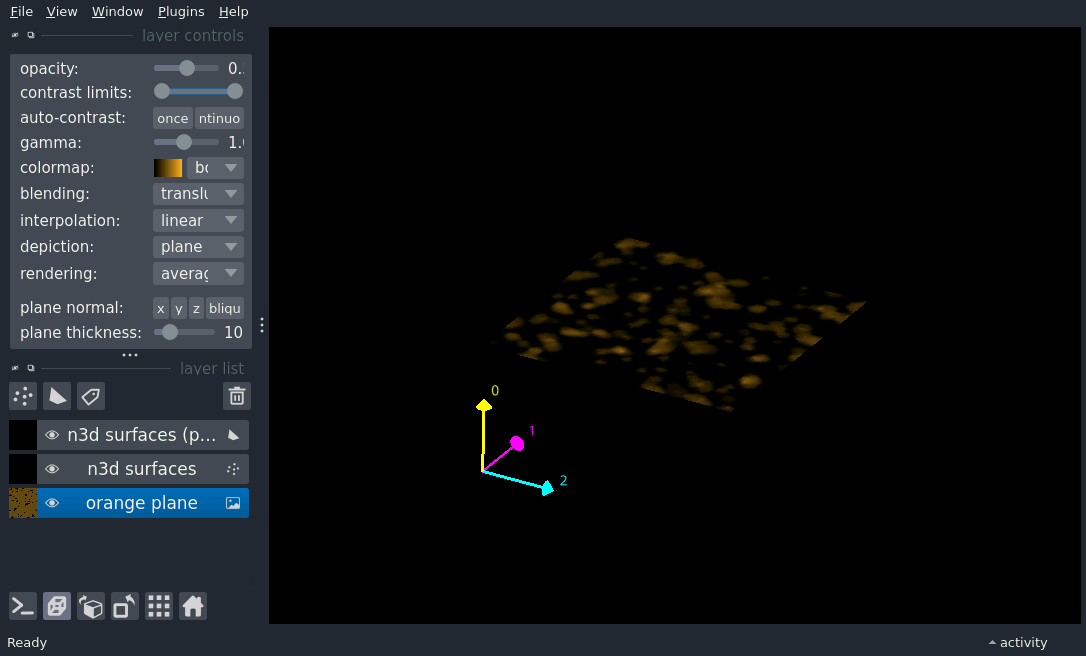 File View Window Plugins Help
layer controls
opacity: 0.
contrast limits:
auto-contrast: once ntinuo
gamma: 1.
colormap: bo
blending: translu
interpolation: linear
depiction: plane
rendering: averag
plane normal: x y z bliqu
plane thickness: 10
layer list
n3d surfaces (p...
n3d surfaces
orange plane
0
1
2
Ready
activity